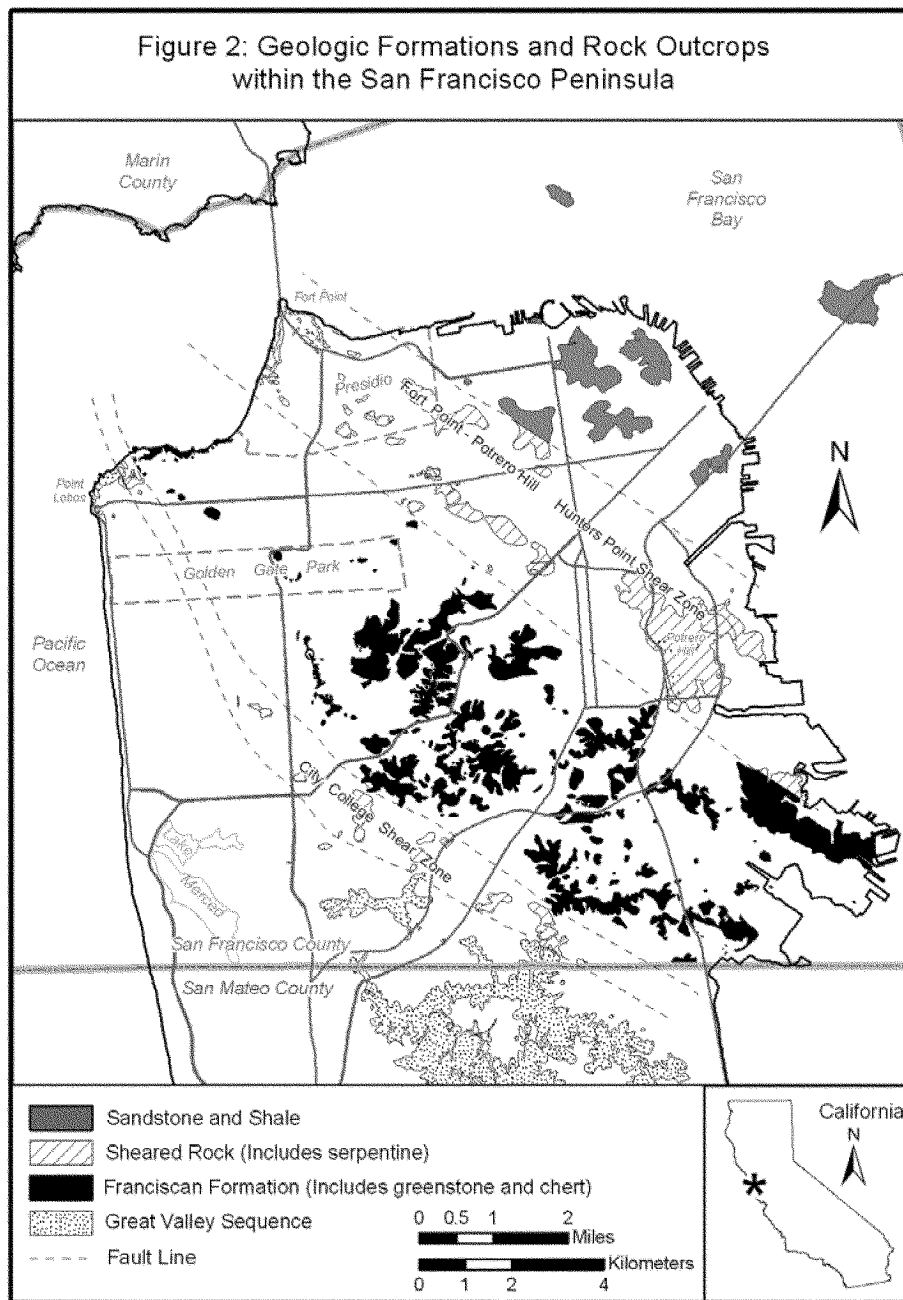 Figure 2: Geologic Formations and Rock Outcrops
within the San Francisco Peninsula
Marin
County
San
Francisco
Bay
Fort Point
Presidio
Fort Point - Potrero Hill Hunters Point Shear Zone
Point
Lobos
N
Golden Gate Park
Pacific
Ocean
Potrero
Hill
City College Shear Zone
Lake
Merced
San Francisco County
San Mateo County
Sandstone and Shale
Sheared Rock (Includes serpentine)
Franciscan Formation (Includes greenstone and chert)
Great Valley Sequence
Fault Line
0 0.5 1 2
Miles
Kilometers
0 1 2 4
California
N
*